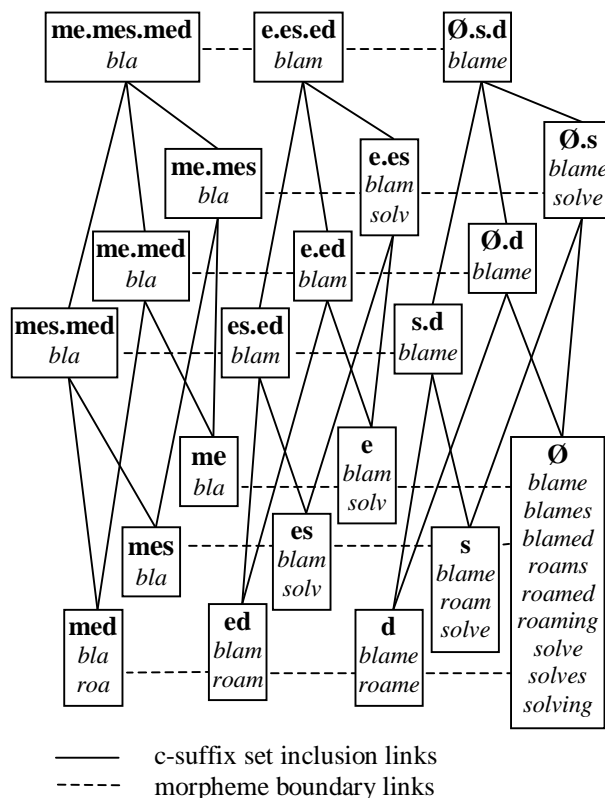 me.mes.med
bla
e.es.ed
blam
Ø.s.d
blame
me.mes
bla
e.es
blam
solv
Ø.s
blame
solve
me.med
bla
e.ed
blam
Ø.d
blame
mes.med
bla
es.ed
blam
s.d
blame
me
bla
e
blam
solv
Ø
blame
blames
blamed
roams
roamed
roaming
solve
solves
solving
mes
bla
es
blam
solv
s
blame
roam
solve
med
bla
roa
ed
blam
roam
d
blame
roame
c-suffix set inclusion links
morpheme boundary links